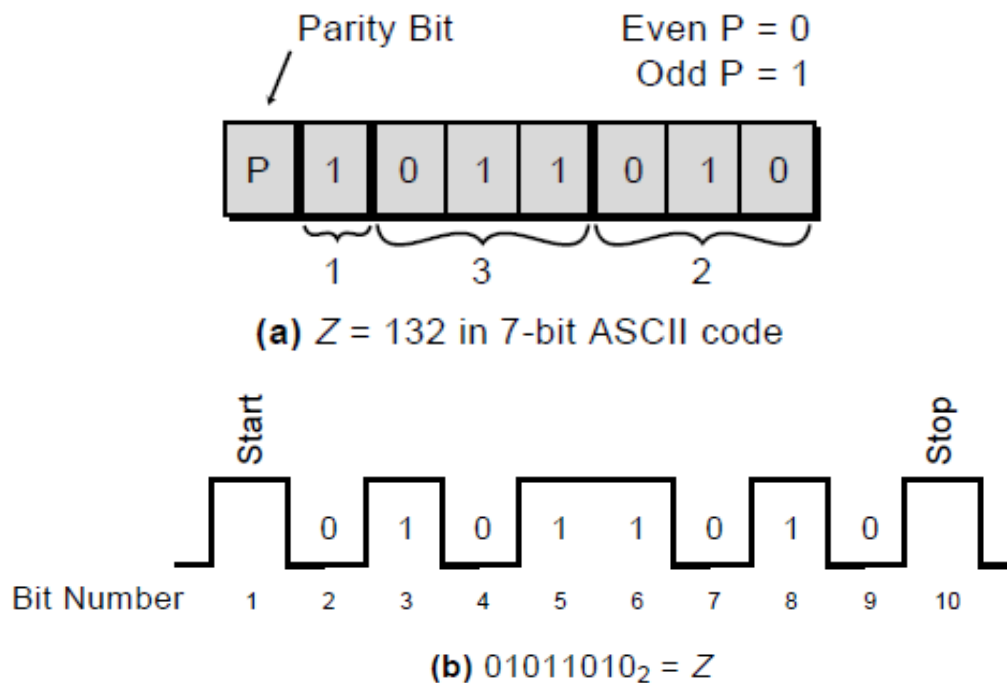 Parity Bit
Even P = 0
Odd P = 1
P 1 0 1 1 0 1 0
1 3 2
(a) Z = 132 in 7-bit ASCII code
Start Stop
0 1 0 1 1 0 1 0
Bit Number 1 2 3 4 5 6 7 8 9 10
(b) 01011010₂ = Z